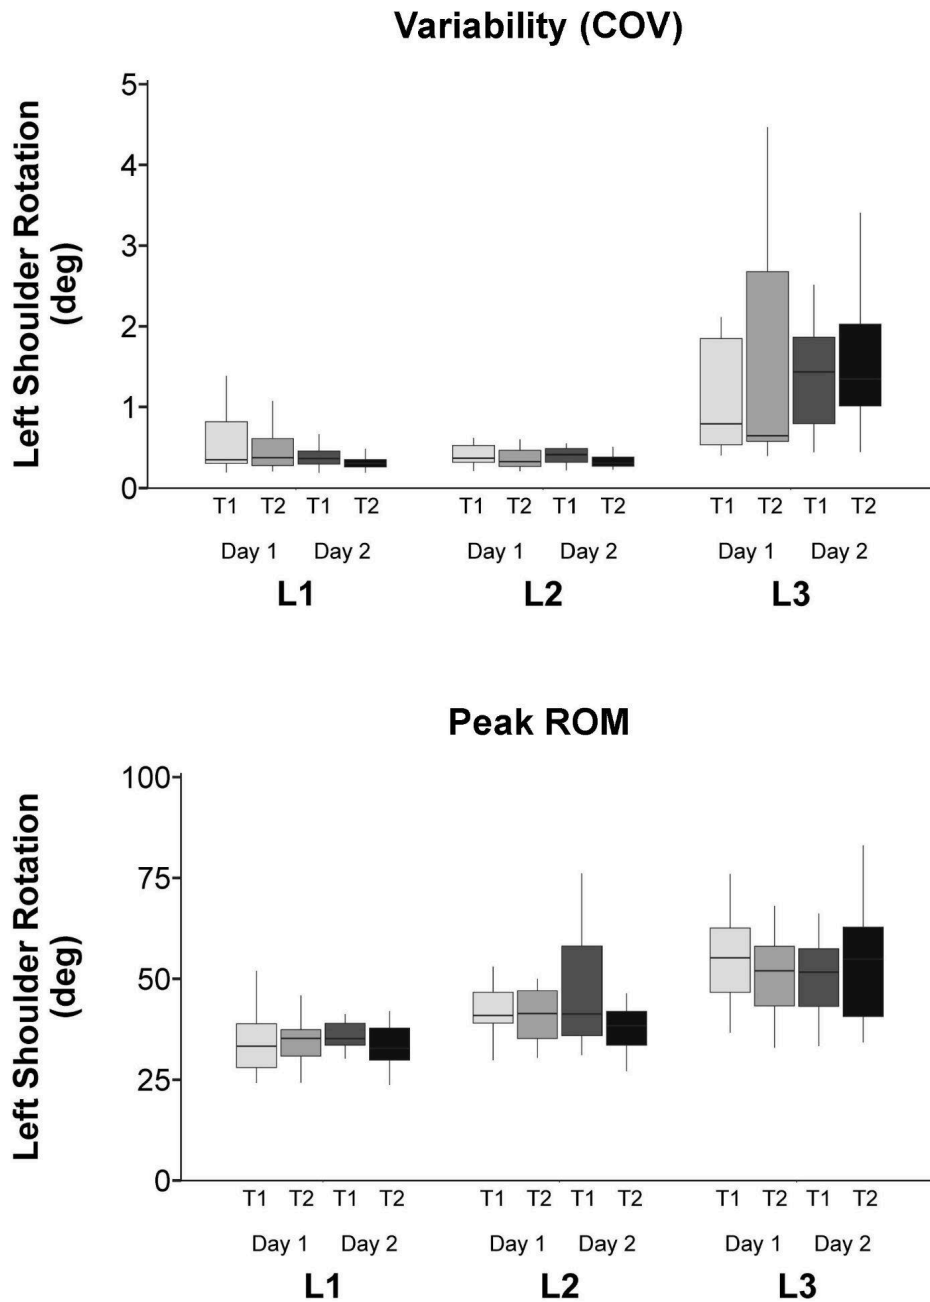 Variability (COV)
Left Shoulder Rotation
(deg)
5
4
3
2
1
0
T1 T2 T1 T2 T1 T2 T1 T2 T1 T2 T1 T2
Day 1 Day 2 Day 1 Day 2 Day 1 Day 2
L1 L2 L3
Peak ROM
Left Shoulder Rotation
(deg)
100
75
50
25
0
T1 T2 T1 T2 T1 T2 T1 T2 T1 T2 T1 T2
Day 1 Day 2 Day 1 Day 2 Day 1 Day 2
L1 L2 L3